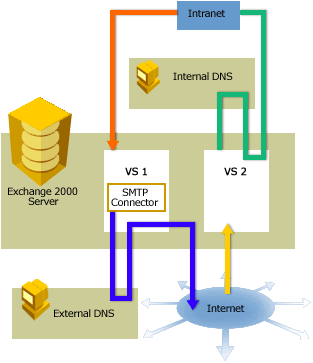 Intranet
Internal DNS
VS 1
VS 2
SMTP
Connector
Exchange 2000
Server
External DNS
Internet